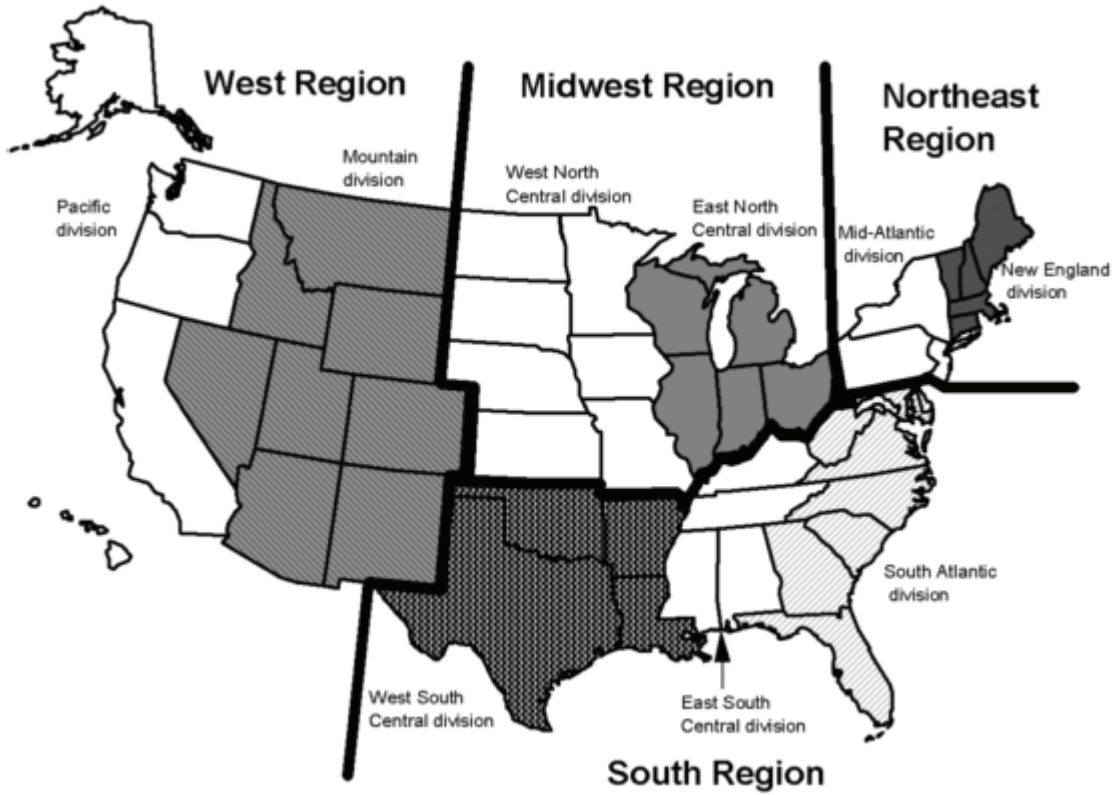 West Region
Midwest Region
Northeast
Region
Mountain
division
West North
Central division
Pacific
division
East North
Central division
Mid-Atlantic
division
New England
division
South Atlantic
division
West South
Central division
East South
Central division
South Region